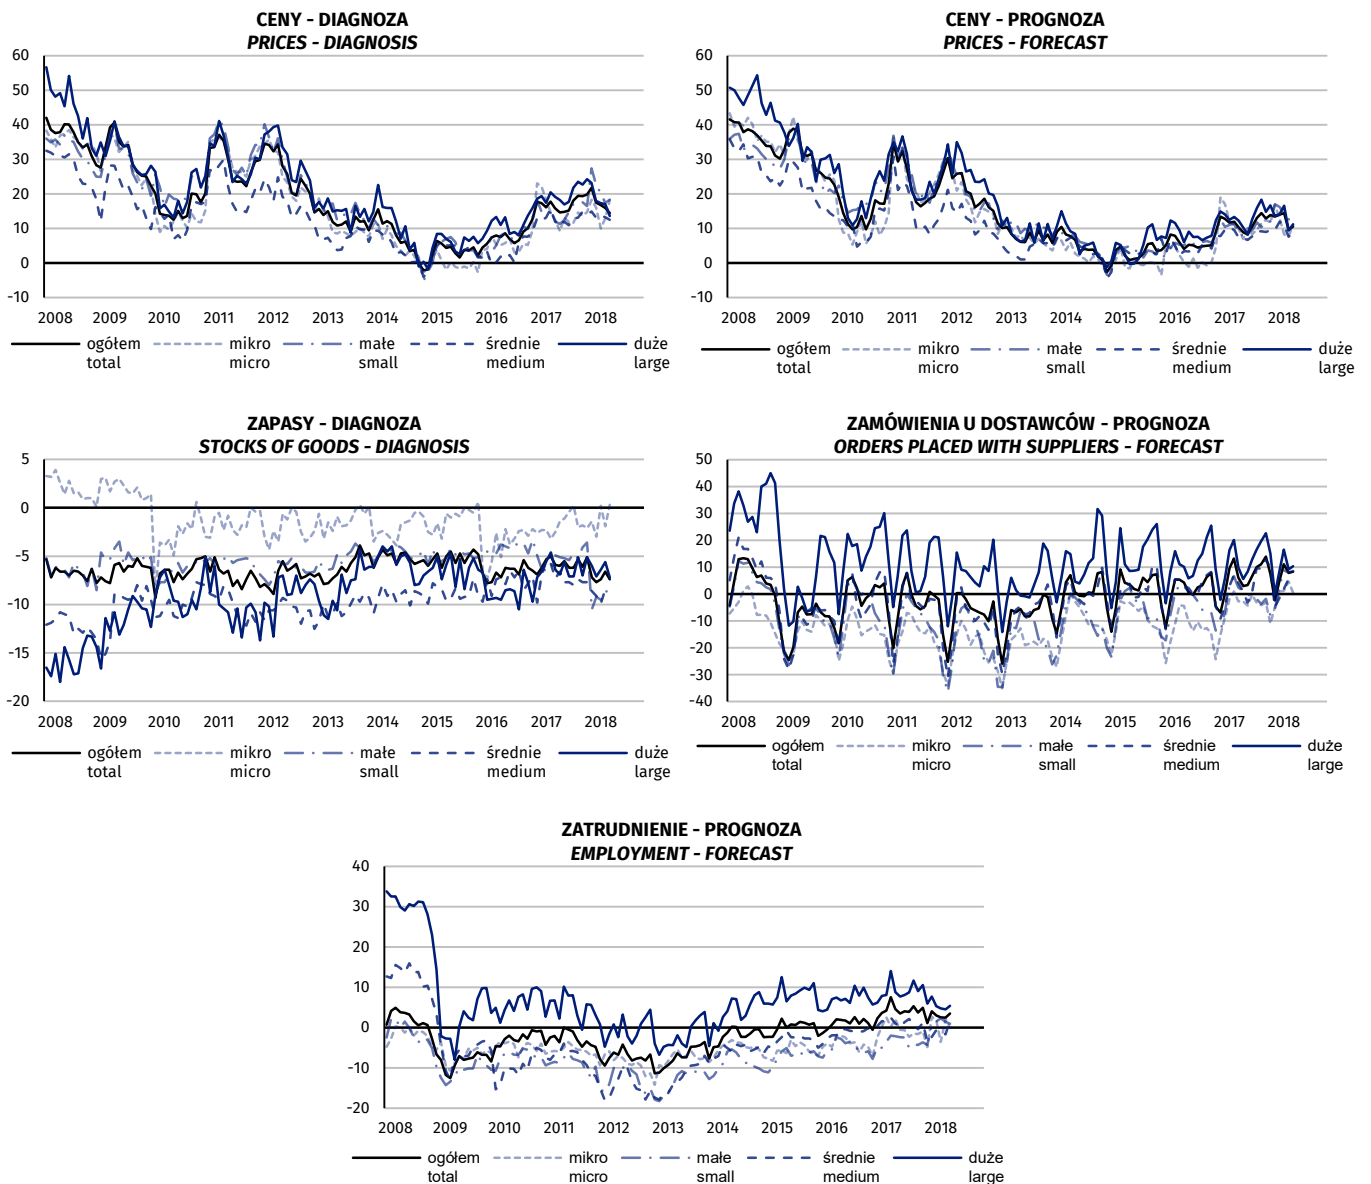 CENY - DIAGNOZA
PRICES - DIAGNOSIS
60
50
40
30
20
10
0
-10
2008 2009 2010 2011 2012 2013 2014 2015 2016 2017 2018
ogółem mikro małe średnie duże
total micro small medium large
CENY - PROGNOZA
PRICES - FORECAST
60
50
40
30
20
10
0
-10
2008 2009 2010 2011 2012 2013 2014 2015 2016 2017 2018
ogółem mikro małe średnie duże
total micro small medium large
ZAPASY - DIAGNOZA
STOCKS OF GOODS - DIAGNOSIS
5
0
-5
-10
-15
-20
2008 2009 2010 2011 2012 2013 2014 2015 2016 2017 2018
ogółem mikro małe średnie duże
total micro small medium large
ZAMÓWIENIA U DOSTAWCÓW - PROGNOZA
ORDERS PLACED WITH SUPPLIERS - FORECAST
50
40
30
20
10
0
-10
-20
-30
-40
2008 2009 2010 2011 2012 2013 2014 2015 2016 2017 2018
ogółem mikro małe średnie duże
total micro small medium large
ZATRUDNIENIE - PROGNOZA
EMPLOYMENT - FORECAST
40
30
20
10
0
-10
-20
2008 2009 2010 2011 2012 2013 2014 2015 2016 2017 2018
ogółem mikro małe średnie duże
total micro small medium large